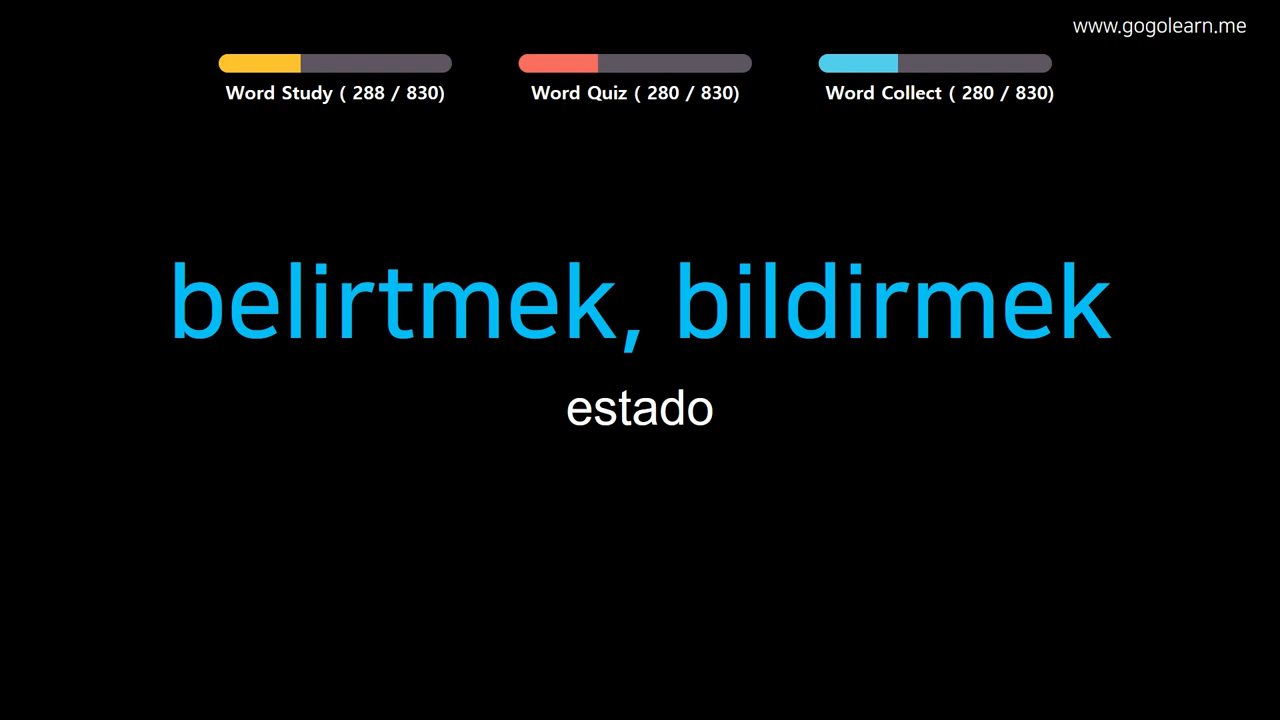 www.gogolearn.me
Word Study ( 288 / 830)
Word Quiz ( 280 / 830)
Word Collect ( 280 / 830)
belirtmek, bildirmek
estado